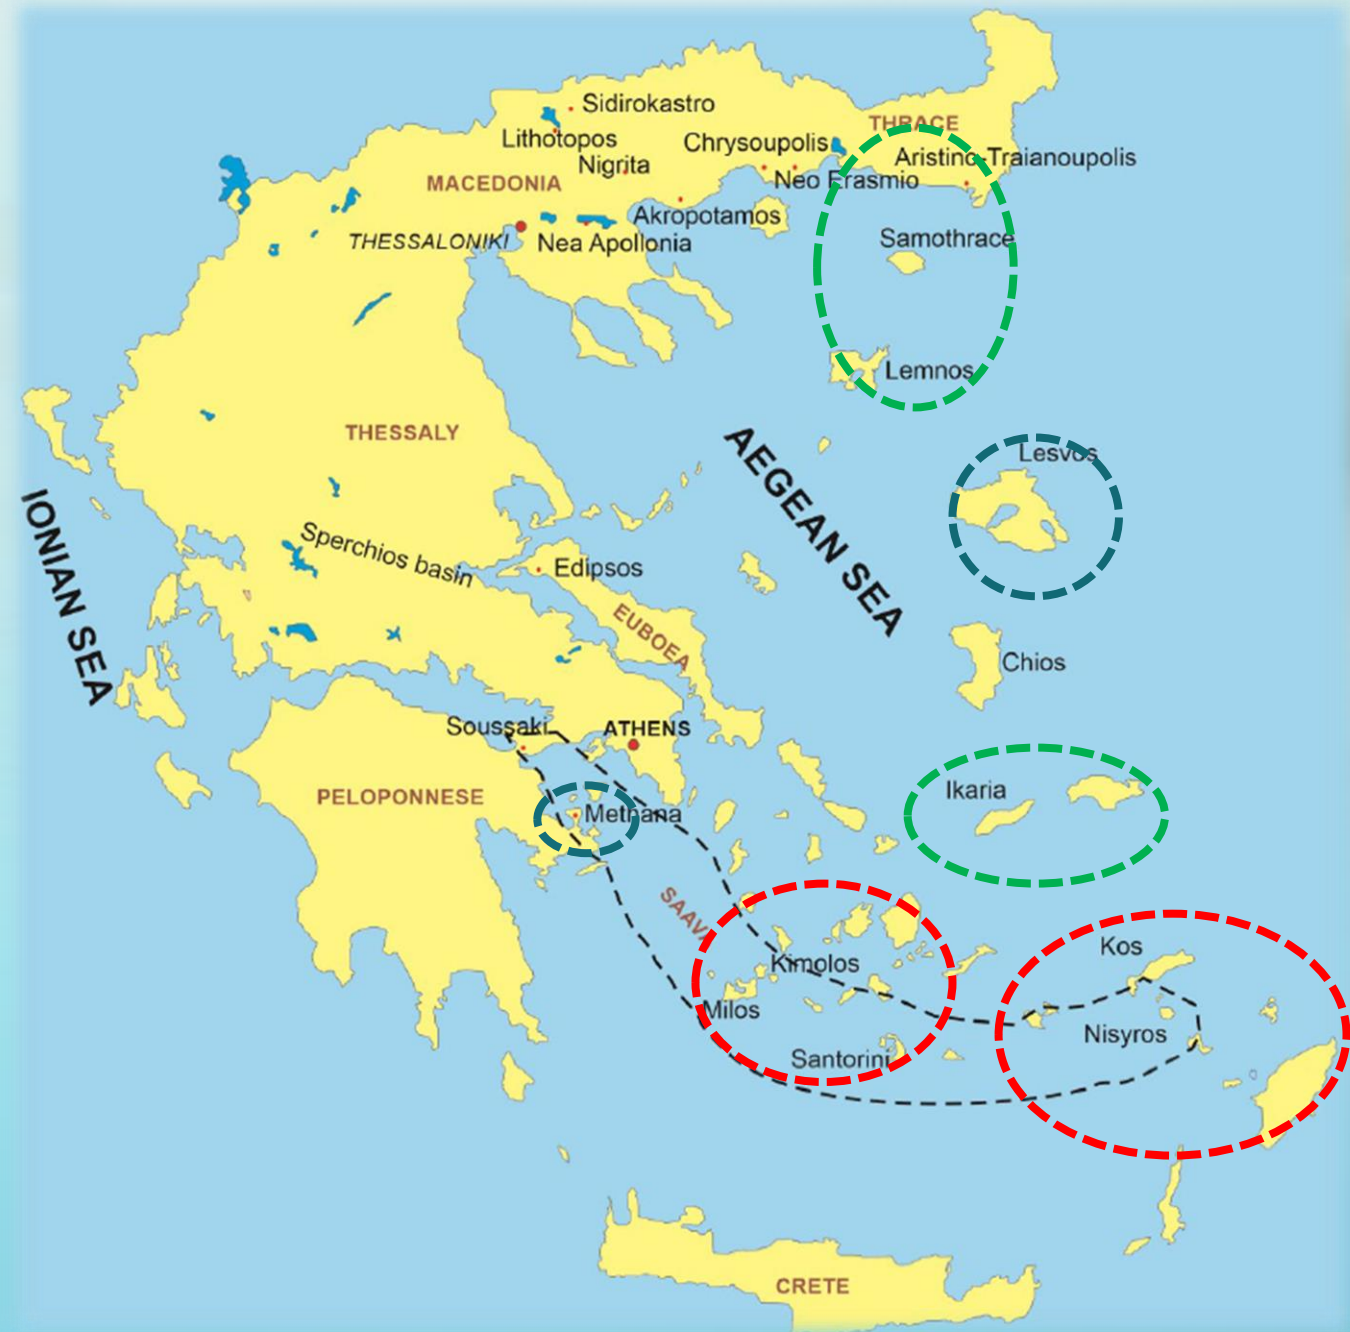 Sidirokastro
THRACE
Lithotopos
Chrysoupolis
Aristino-Traianoupolis
Nigrita
Neo Erasmio
MACEDONIA
Akropotamos
THESSALONIKI
Nea Apollonia
Samothrace
Lemnos
THESSALY
AEGEAN SEA
Lesvos
IONIAN SEA
Sperchios basin
Edipsos
EUBOEA
Chios
Soussaki
ATHENS
PELOPONNESE
Methana
Ikaria
SAAVA
Kimolos
Kos
Milos
Nisyros
Santorini
CRETE